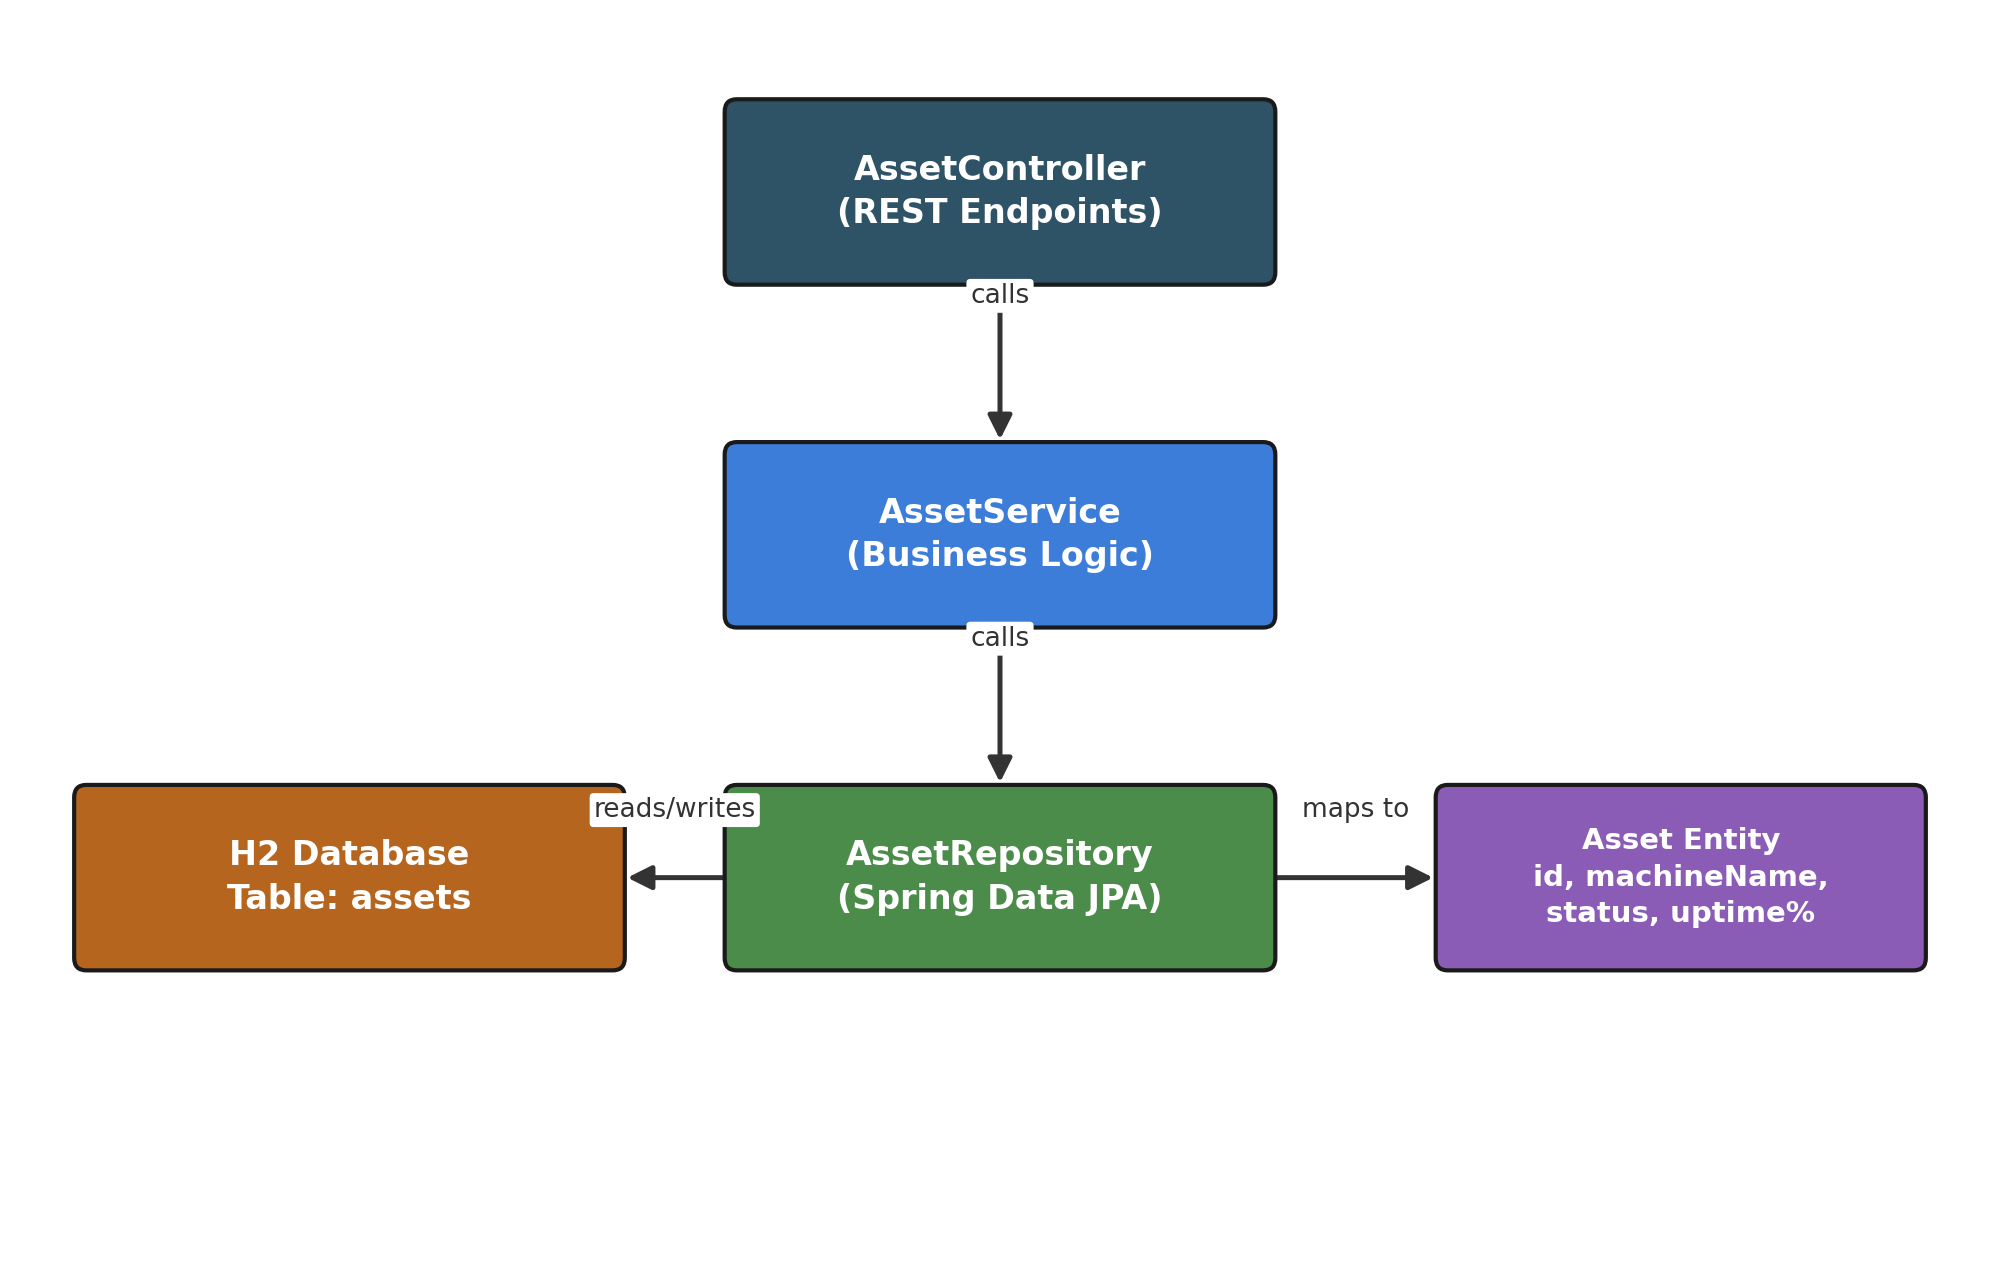 AssetController
(REST Endpoints)
calls
AssetService
(Business Logic)
calls
reads/writes
maps to
H2 Database
Table: assets
AssetRepository
(Spring Data JPA)
Asset Entity
id, machineName,
status, uptime%